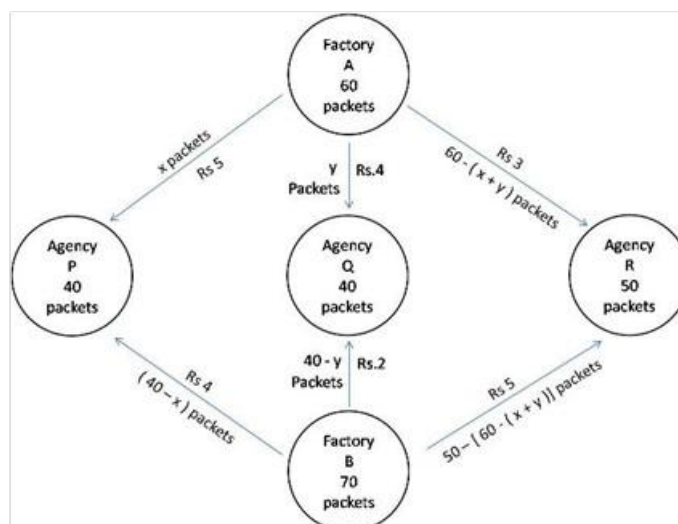 Factory
A
60
packets
x packets
Rs 5
y
Packets
Rs.4
Rs 3
60 - ( x + y ) packets
Agency
P
40
packets
Agency
Q
40
packets
Agency
R
50
packets
Rs 4
( 40 – x ) packets
40 - y
Packets
Rs.2
Rs 5
50 – [ 60 - ( x + y )] packets
Factory
B
70
packets